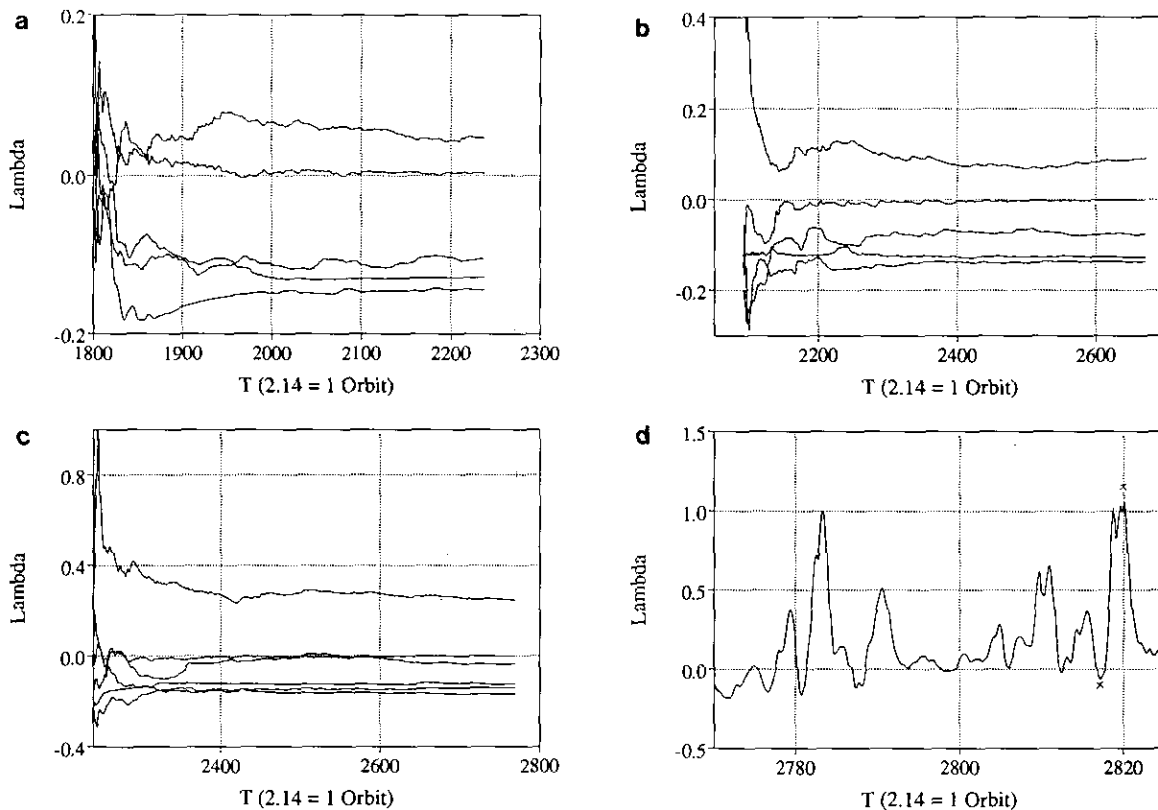 a
0.2
0.0
-0.2
Lambda
1800 1900 2000 2100 2200 2300
T (2.14 = 1 Orbit)
b
0.4
0.2
0.0
-0.2
Lambda
2200 2400 2600
T (2.14 = 1 Orbit)
c
0.8
0.4
0.0
-0.4
Lambda
2400 2600 2800
T (2.14 = 1 Orbit)
d
1.5
1.0
0.5
0.0
-0.5
Lambda
x
x
2780 2800 2820
T (2.14 = 1 Orbit)